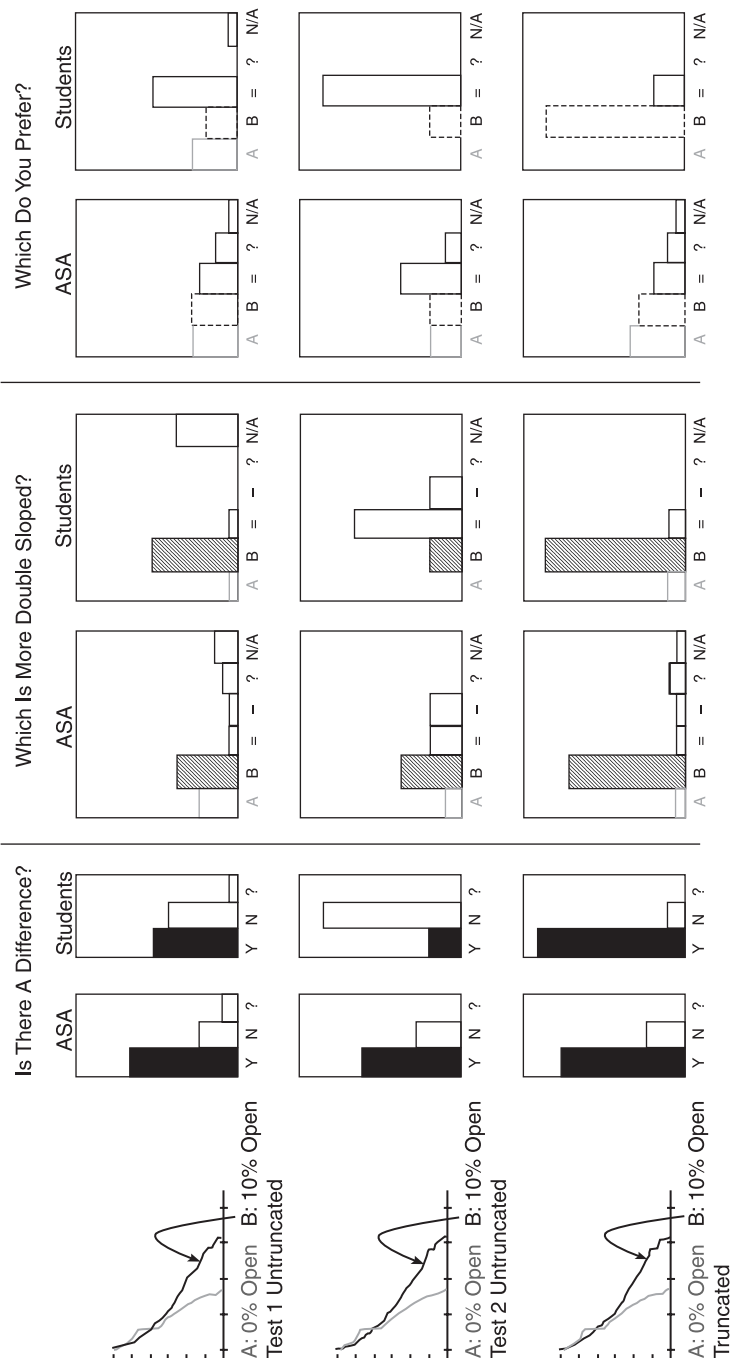 Is There A Difference? Which Is More Double Sloped? Which Do You Prefer?
ASA Students ASA Students ASA Students
A: 0% Open B: 10% Open Y N ? Y N ? A B = – ? N/A A B = – ? N/A A B = ? N/A A B = ? N/A
Test 1 Untruncated
A: 0% Open B: 10% Open Y N ? Y N ? A B = – ? N/A A B = – ? N/A A B = ? N/A A B = ? N/A
Test 2 Untruncated
A: 0% Open B: 10% Open Y N ? Y N ? A B = – ? N/A A B = – ? N/A A B = ? N/A A B = ? N/A
Truncated